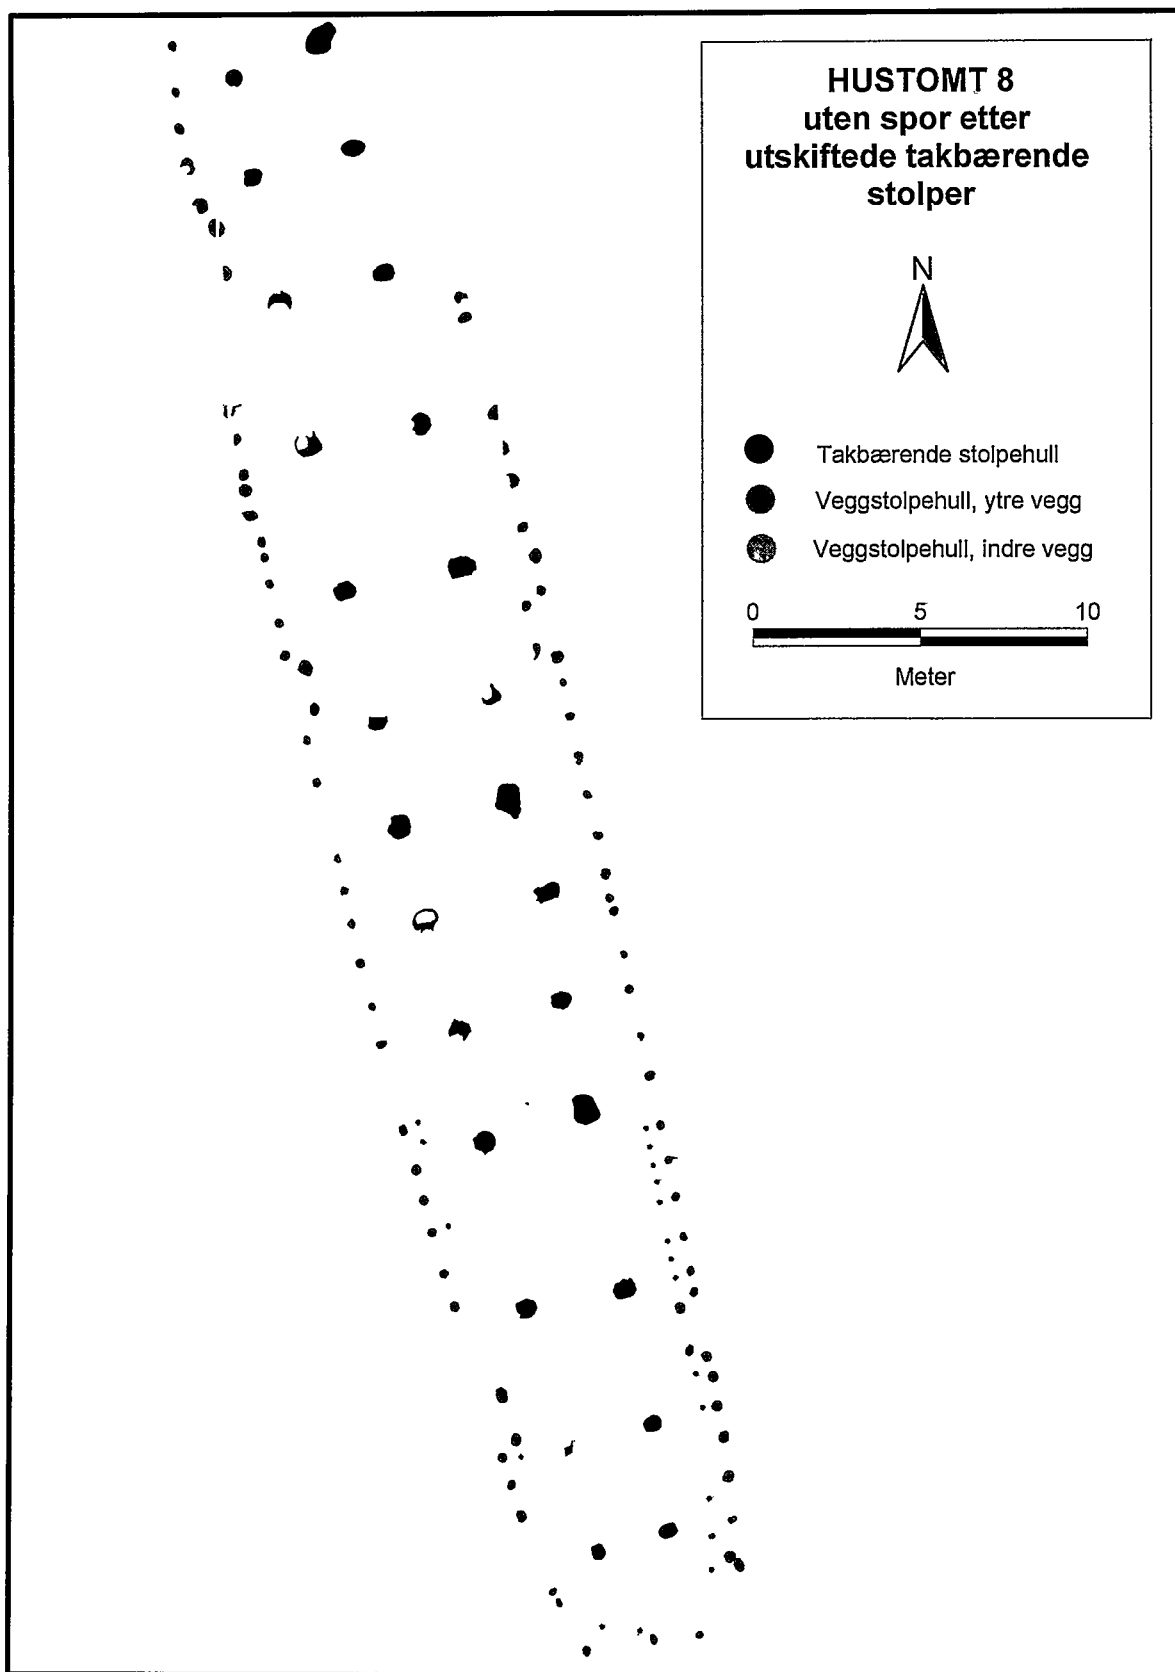 HUSTOMT 8
uten spor etter
utskiftede takbærende
stolper
N
Takbærende stolpehull
Veggstolpehull, ytre vegg
Veggstolpehull, indre vegg
0 5 10
Meter